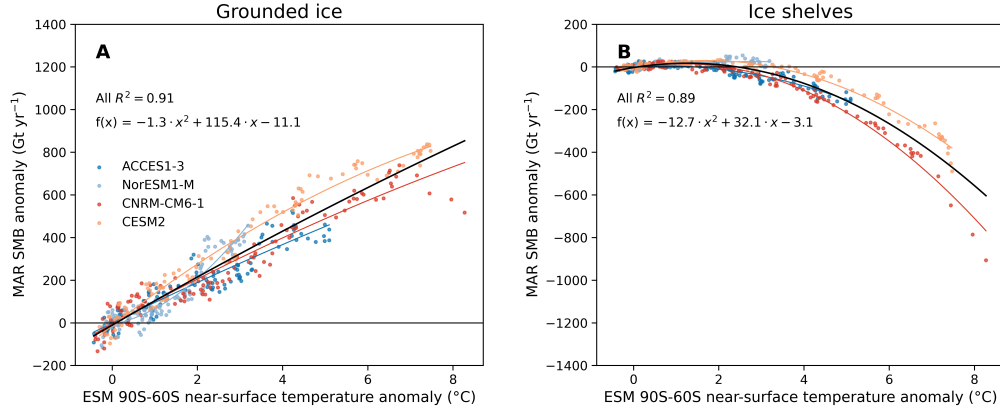 Grounded ice
A
All R² = 0.91
f(x) = −1.3 · x² + 115.4 · x − 11.1
ACCES1-3
NorESM1-M
CNRM-CM6-1
CESM2
1400
1200
1000
800
600
400
200
0
−200
0 2 4 6 8
MAR SMB anomaly (Gt yr⁻¹)
ESM 90S-60S near-surface temperature anomaly (°C)
Ice shelves
B
All R² = 0.89
f(x) = −12.7 · x² + 32.1 · x − 3.1
200
0
−200
−400
−600
−800
−1000
−1200
−1400
0 2 4 6 8
MAR SMB anomaly (Gt yr⁻¹)
ESM 90S-60S near-surface temperature anomaly (°C)